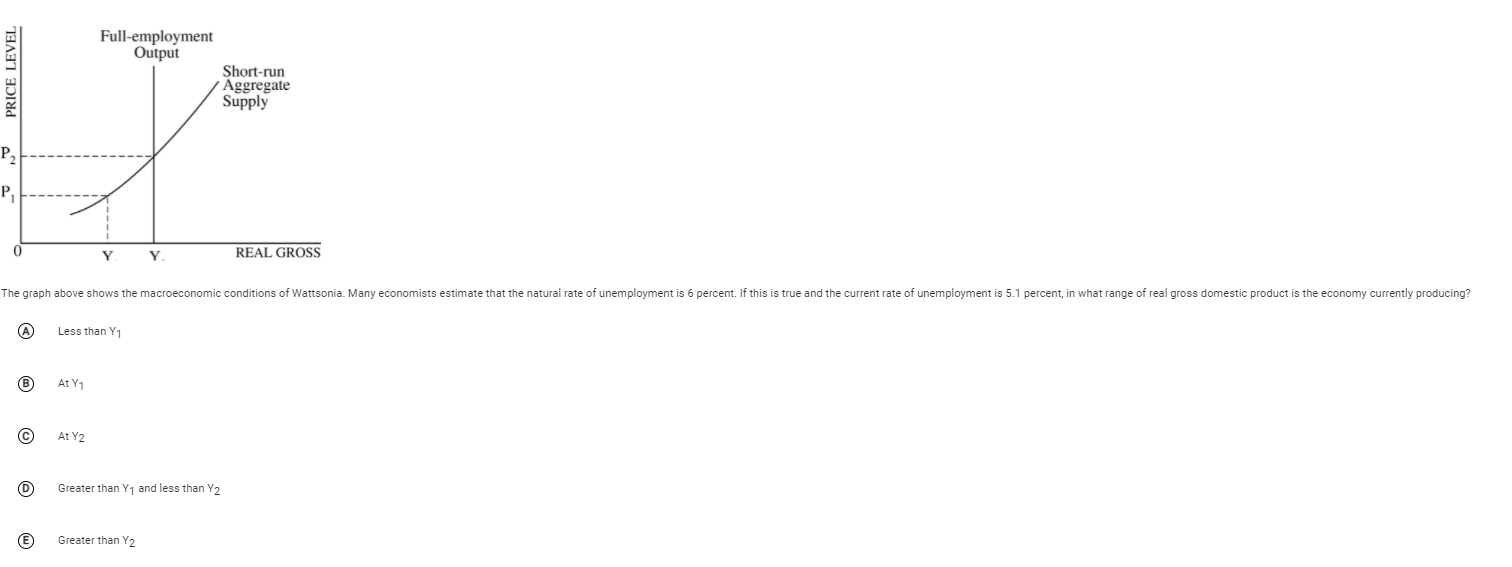 PRICE LEVEL
Full-employment
Output
Short-run
Aggregate
Supply
P2
P1
0
Y
Y
REAL GROSS
The graph above shows the macroeconomic conditions of Wattsonia. Many economists estimate that the natural rate of unemployment is 6 percent. If this is true and the current rate of unemployment is 5.1 percent, in what range of real gross domestic product is the economy currently producing?
A Less than Y1
B At Y1
C At Y2
D Greater than Y1 and less than Y2
E Greater than Y2